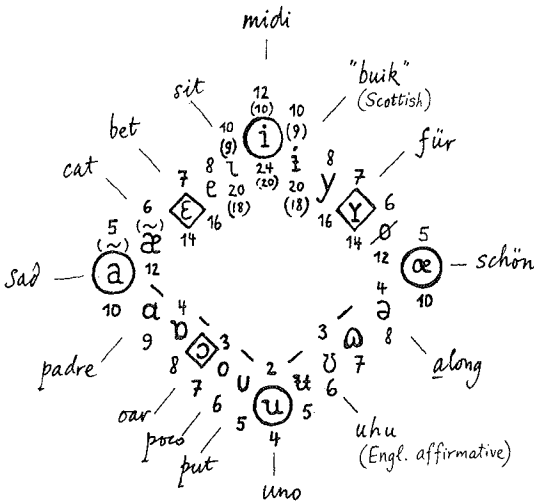 midi
sit
"buik"
(Scottish)
bet
für
cat
12
(10)
10
(9)
10
(9)
i
8
e
ɩ
24
(20)
i
8
y
7
ɛ
20
(18)
20
(18)
7
Y
6
(~)
æ
16
16
6
ø
14
14
5
(~)
a
12
12
5
œ
sað
schön
10
10
ɑ
4
ɒ
4
ə
9
3
3
ɷ
8
8
ɔ
2
ʊ
7
7
o
6
6
U
u
ʉ
5
5
4
padre
along
oar
poco
put
uhu
(Engl. affirmative)
uno